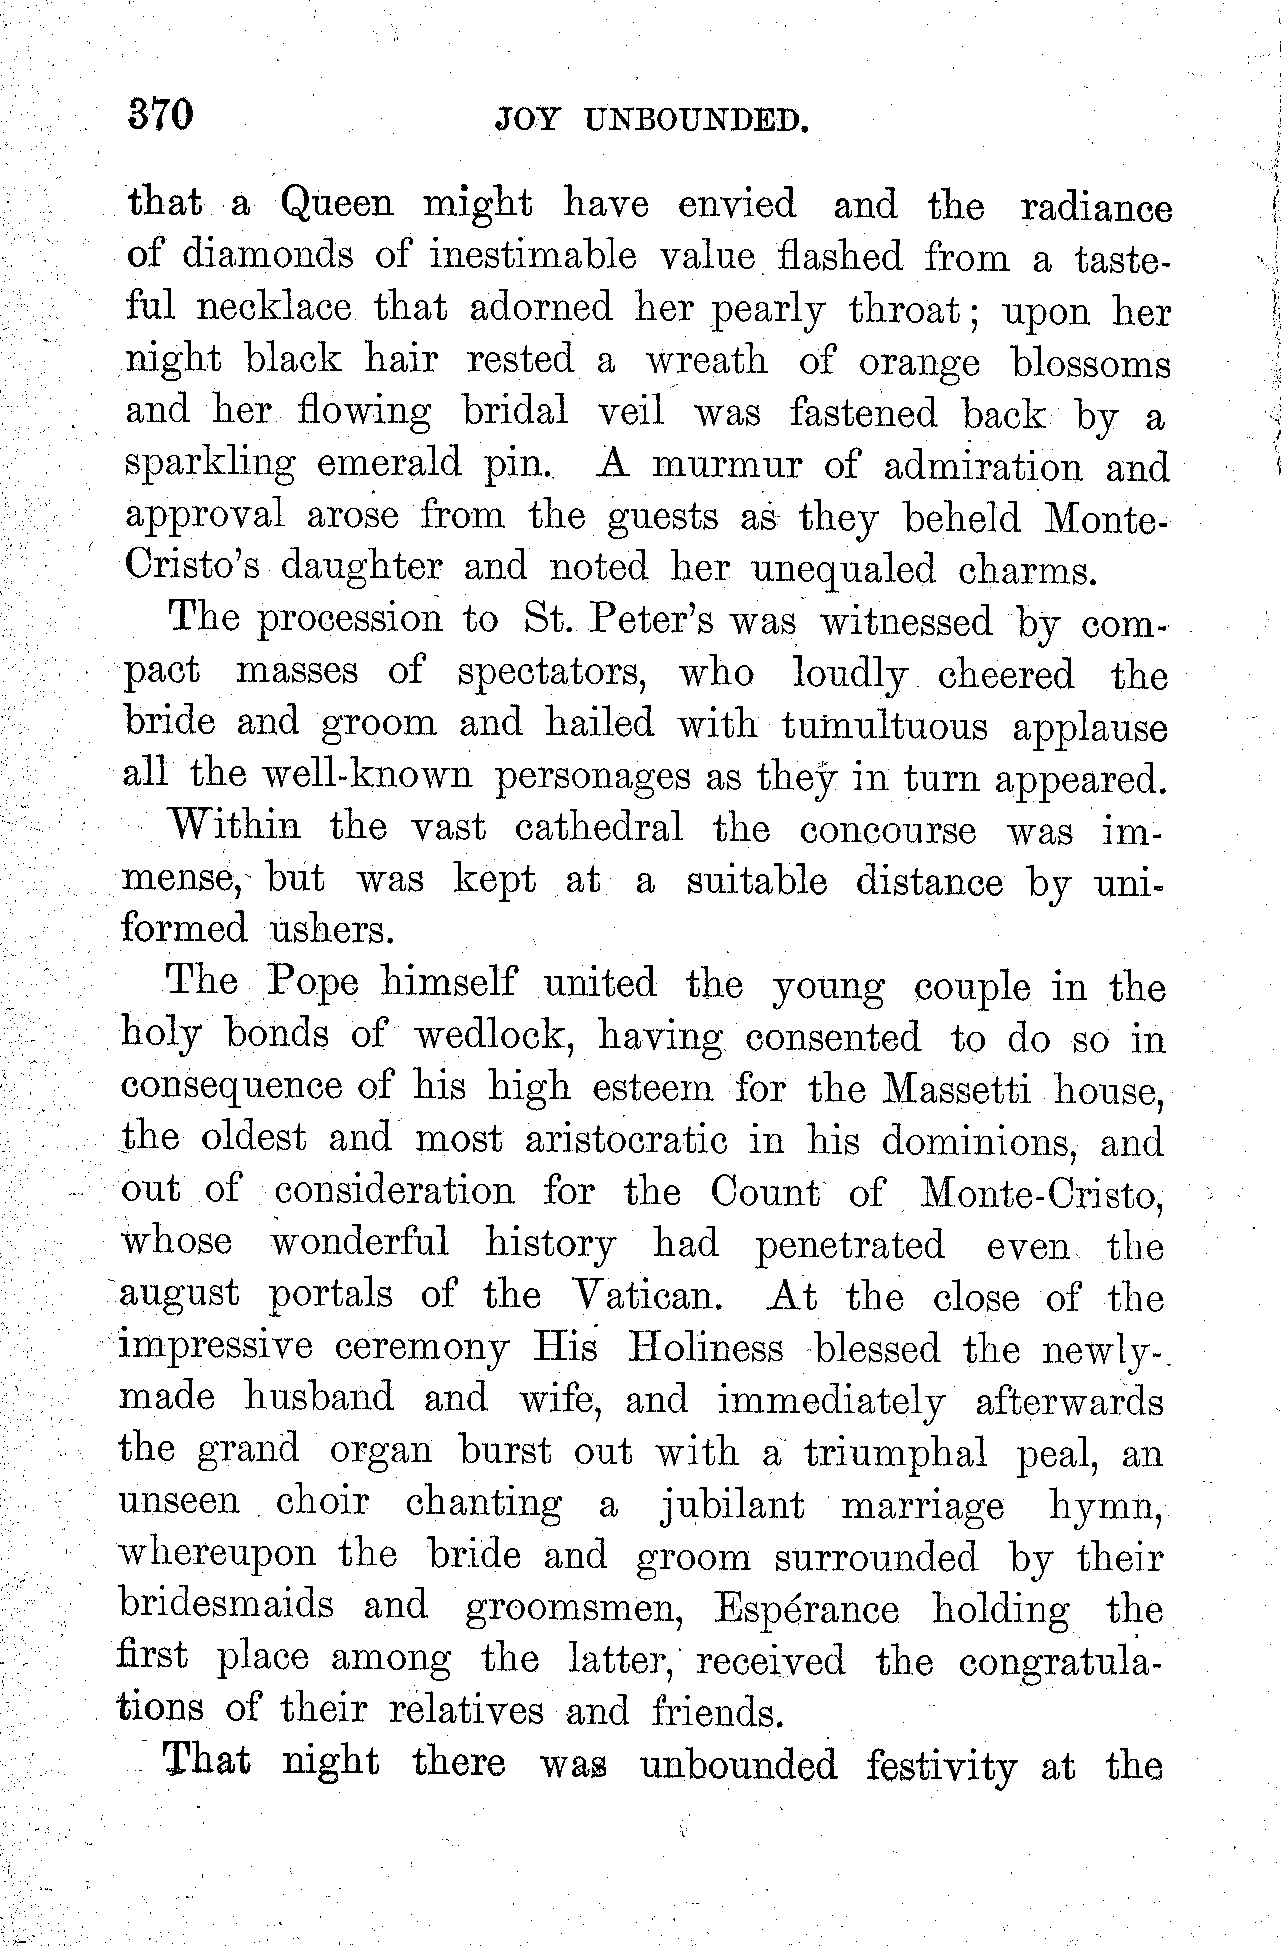 370 JOY UNBOUNDED.
that a Queen might have envied and the radiance
of diamonds of inestimable value flashed from a taste-
ful necklace that adorned her pearly throat; upon her
night black hair rested a wreath of orange blossoms
and her flowing bridal veil was fastened back by a
sparkling emerald pin. A murmur of admiration and
approval arose from the guests as they beheld Monte-
Cristo's daughter and noted her unequaled charms.
The procession to St. Peter's was witnessed by com-
pact masses of spectators, who loudly cheered the
bride and groom and hailed with tumultuous applause
all the well-known personages as they in turn appeared.
Within the vast cathedral the concourse was im-
mense, but was kept at a suitable distance by uni-
formed ushers.
The Pope himself united the young couple in the
holy bonds of wedlock, having consented to do so in
consequence of his high esteem for the Massetti house,
the oldest and most aristocratic in his dominions, and
out of consideration for the Count of Monte-Cristo,
whose wonderful history had penetrated even the
august portals of the Vatican. At the close of the
impressive ceremony His Holiness blessed the newly-
made husband and wife, and immediately afterwards
the grand organ burst out with a triumphal peal, an
unseen choir chanting a jubilant marriage hymn,
whereupon the bride and groom surrounded by their
bridesmaids and groomsmen, Espérance holding the
first place among the latter, received the congratula-
tions of their relatives and friends.
That night there was unbounded festivity at the